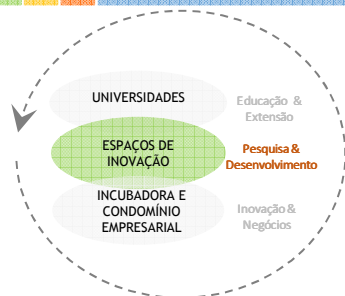 UNIVERSIDADES
Educação &
Extensão
ESPAÇOS DE
INOVAÇÃO
Pesquisa &
Desenvolvimento
INCUBADORA E
CONDOMÍNIO
EMPRESARIAL
Inovação &
Negócios